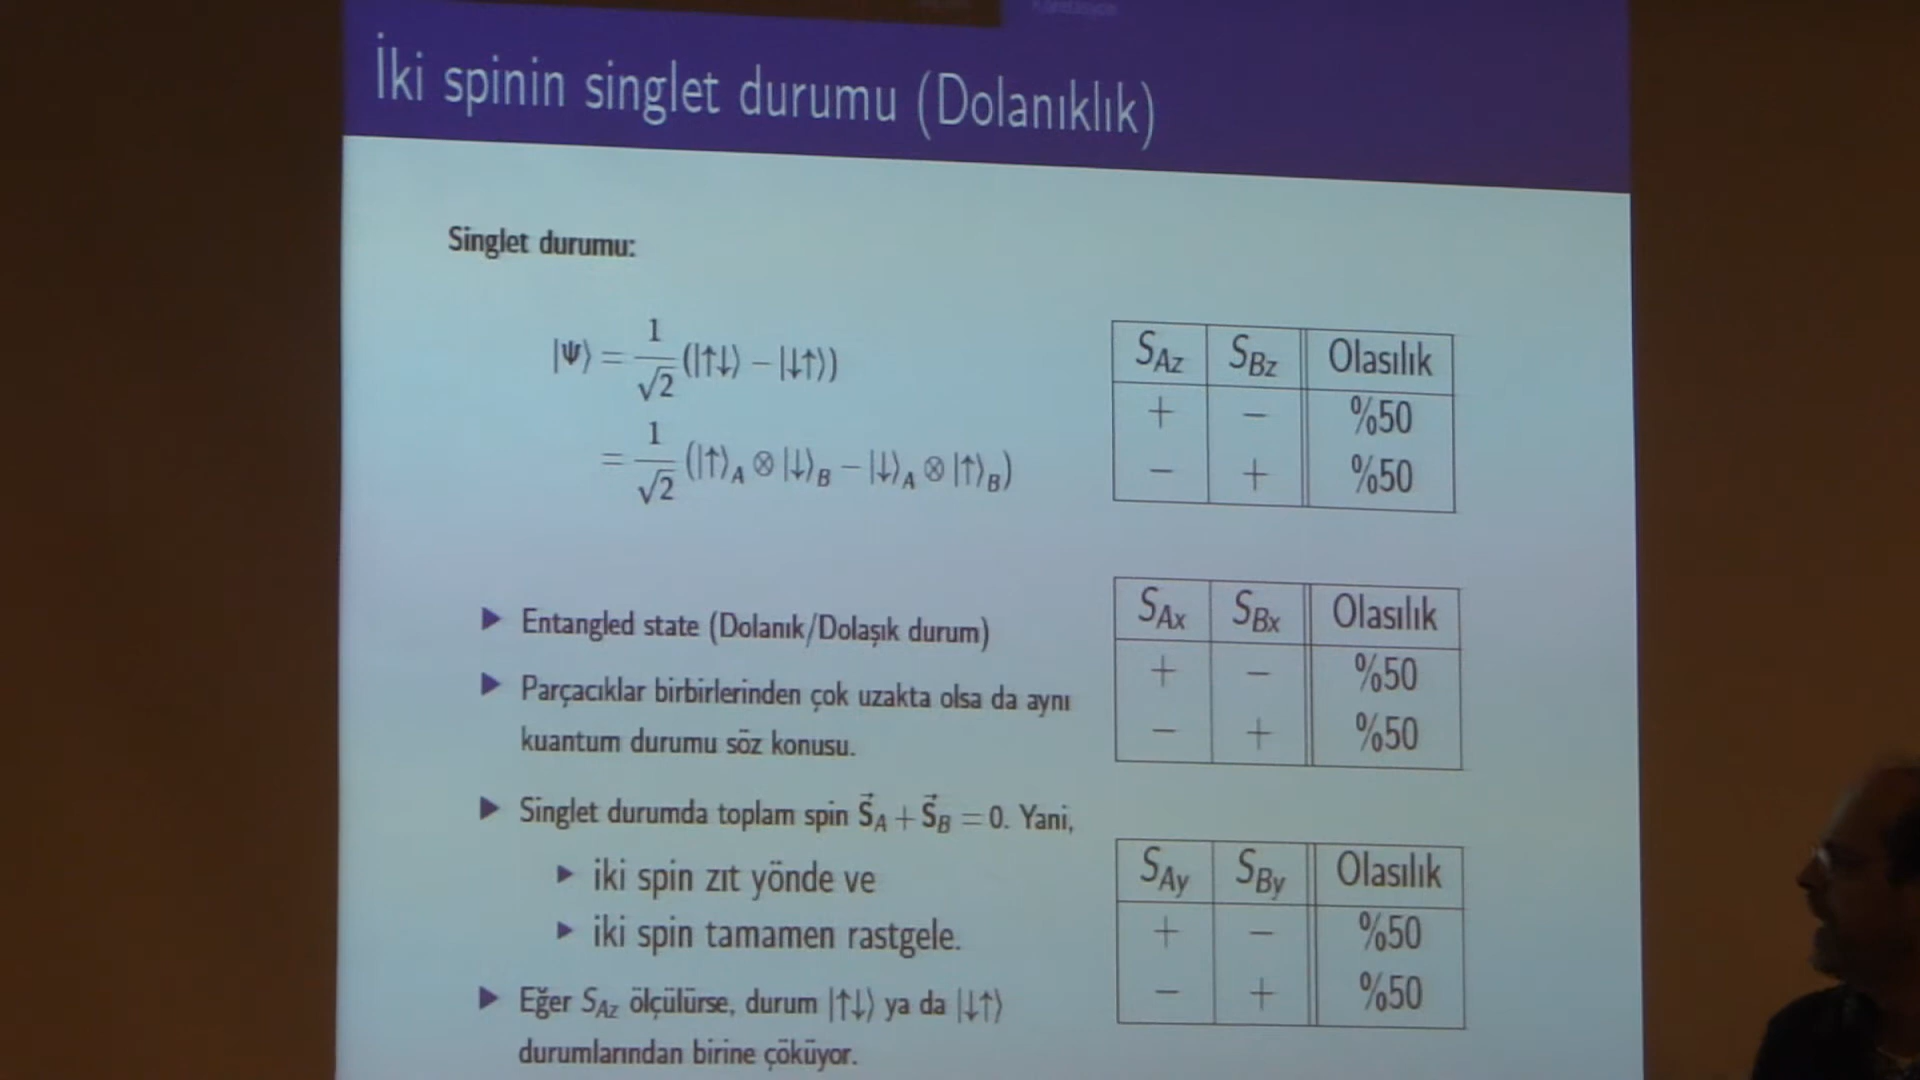 İki spinin singlet durumu (Dolanıklık)
Singlet durumu:
|Ψ⟩ = 1/√2 (|↑↓⟩ − |↓↑⟩)
= 1/√2 (|↑⟩_A ⊗ |↓⟩_B − |↓⟩_A ⊗ |↑⟩_B)
▶ Entangled state (Dolanık/Dolaşık durum)
▶ Parçacıklar birbirlerinden çok uzakta olsa da aynı
kuantum durumu söz konusu.
▶ Singlet durumda toplam spin S⃗_A + S⃗_B = 0. Yani,
▶ iki spin zıt yönde ve
▶ iki spin tamamen rastgele.
▶ Eğer S_Az ölçülürse, durum |↑↓⟩ ya da |↓↑⟩
durumlarından birine çöküyor.
S_Az S_Bz Olasılık
+ − %50
− + %50
S_Ax S_Bx Olasılık
+ − %50
− + %50
S_Ay S_By Olasılık
+ − %50
− + %50